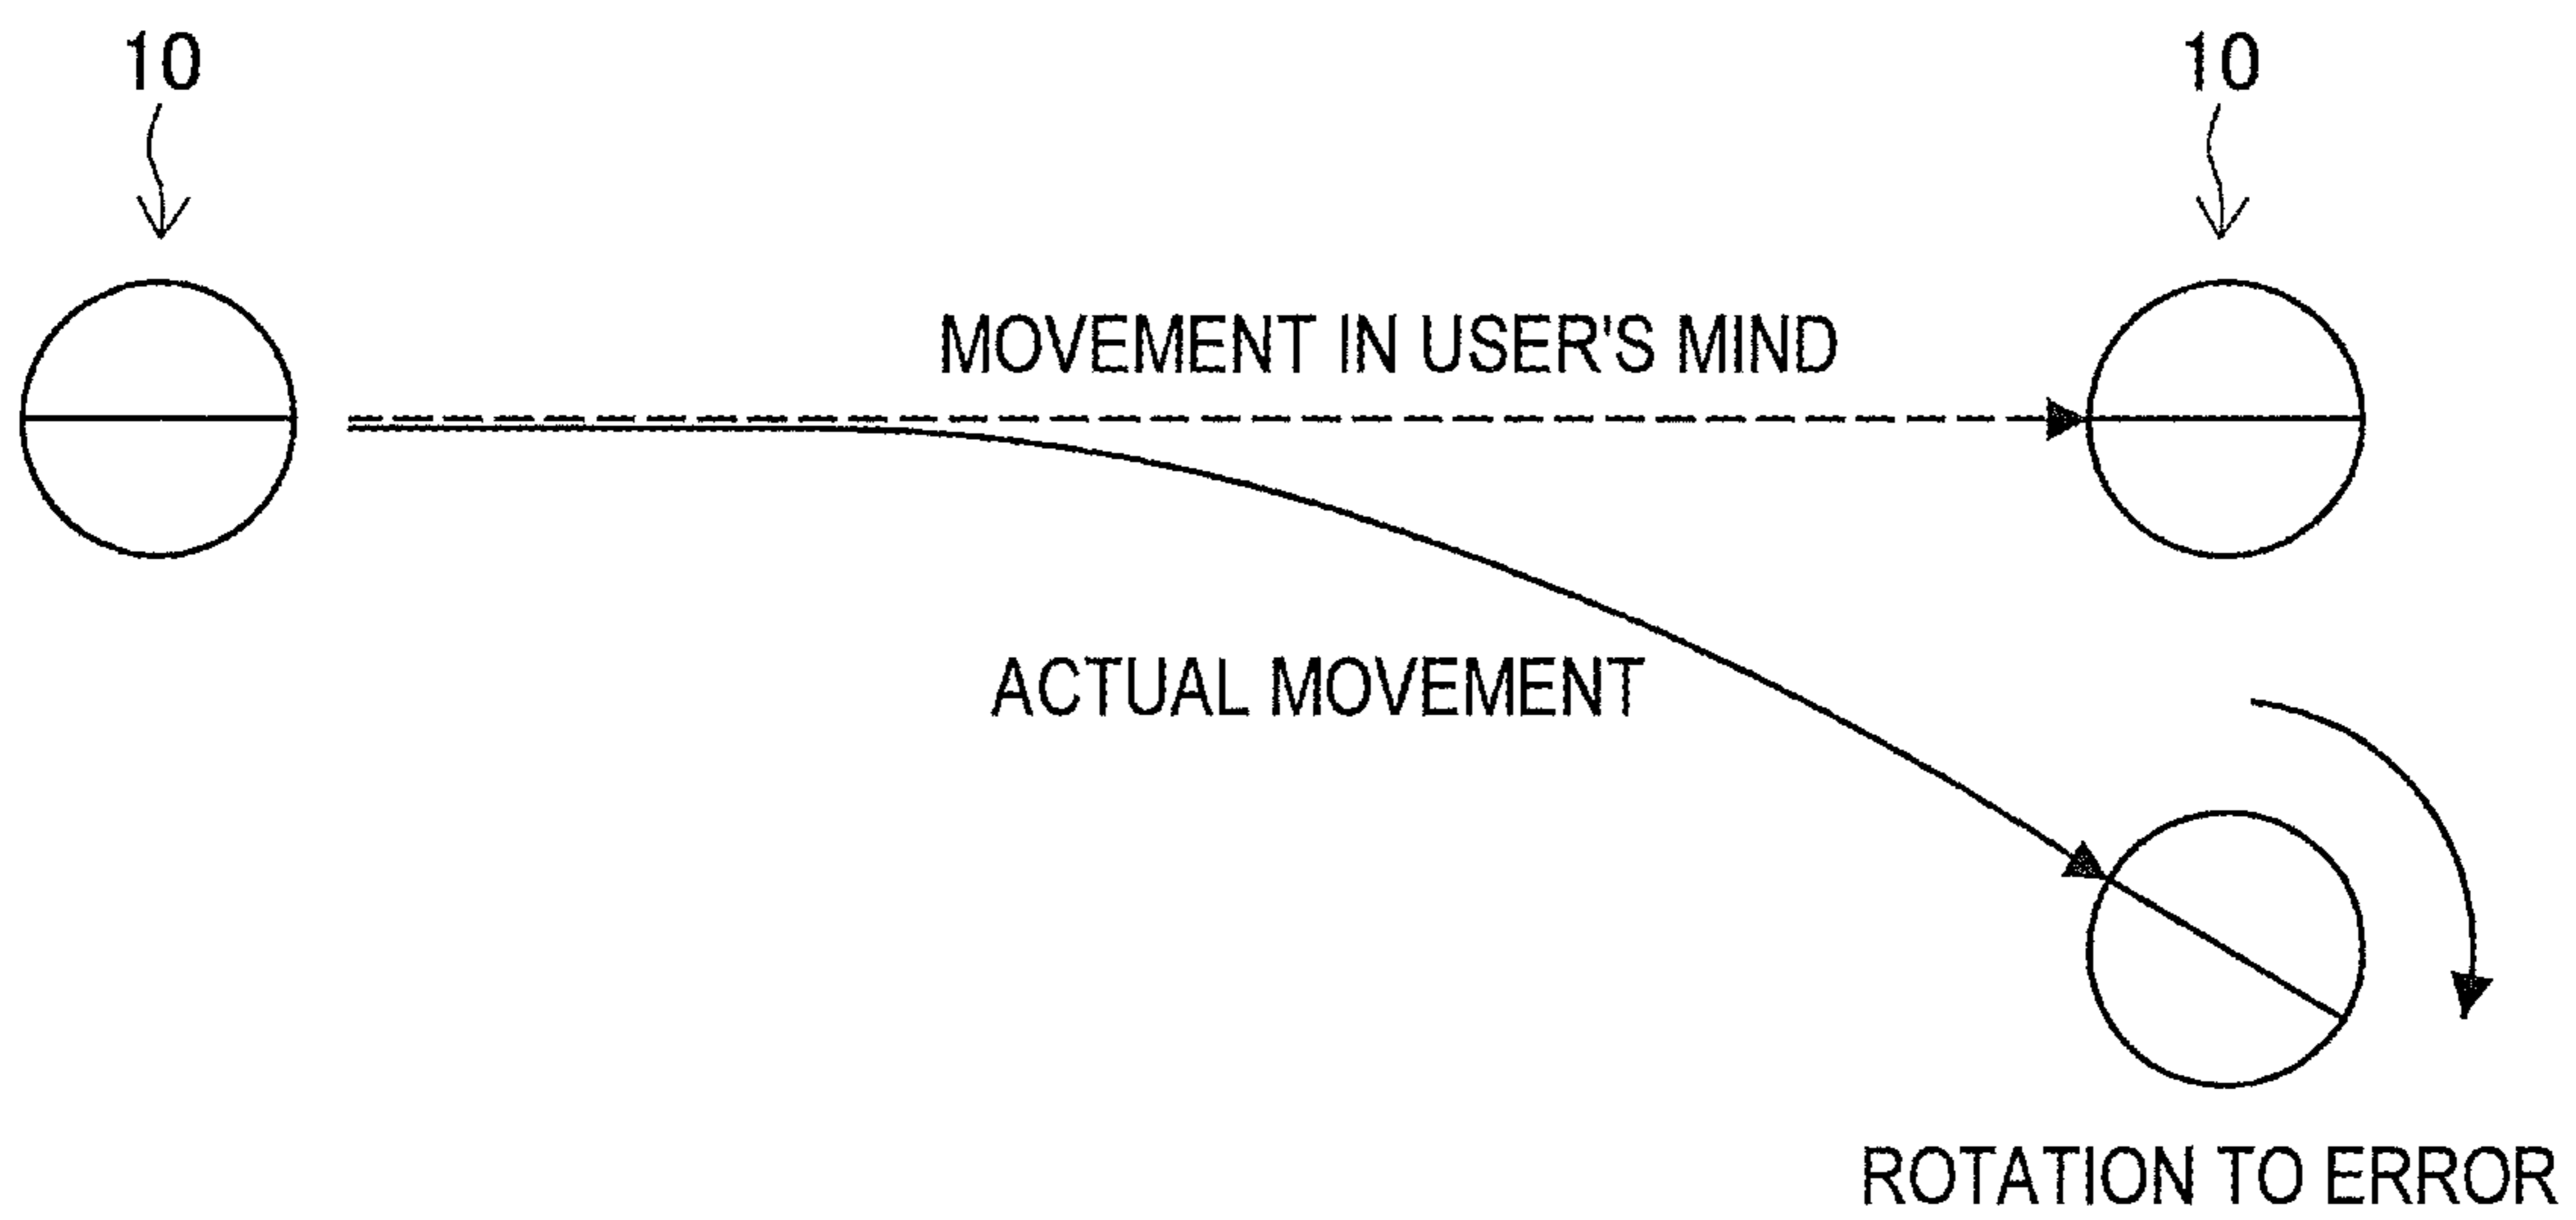 10
10
MOVEMENT IN USER'S MIND
ACTUAL MOVEMENT
ROTATION TO ERROR